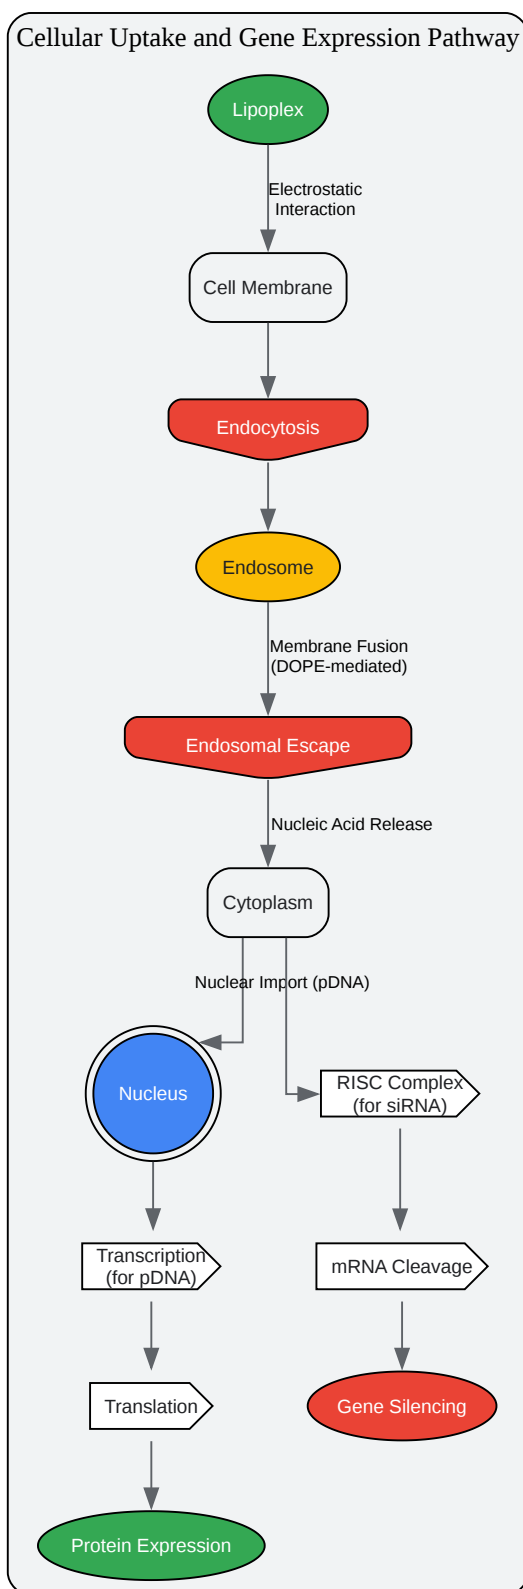 Cellular Uptake and Gene Expression Pathway
Lipoplex
Electrostatic
Interaction
Cell Membrane
Endocytosis
Endosome
Membrane Fusion
(DOPE-mediated)
Endosomal Escape
Nucleic Acid Release
Cytoplasm
Nuclear Import (pDNA)
Nucleus
RISC Complex
(for siRNA)
Transcription
(for pDNA)
mRNA Cleavage
Translation
Gene Silencing
Protein Expression